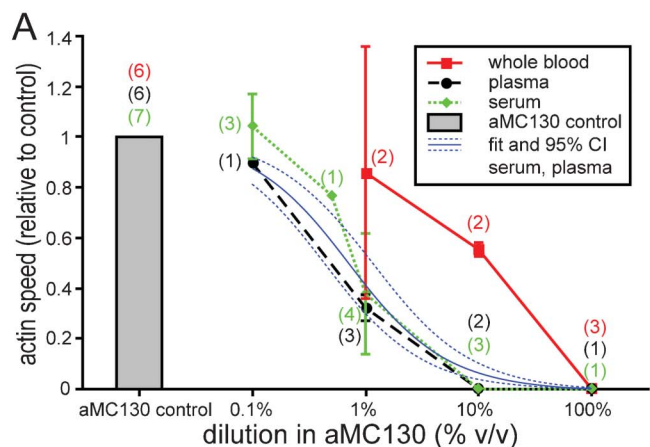 A
actin speed (relative to control)
1.4
1.2
1
0.8
0.6
0.4
0.2
0
(6)
(6)
(7)
(3)
(1)
(1)
(2)
(4)
(3)
(2)
(2)
(3)
(3)
(1)
(1)
whole blood
plasma
serum
aMC130 control
fit and 95% CI
serum, plasma
aMC130 control 0.1% 1% 10% 100%
dilution in aMC130 (% v/v)